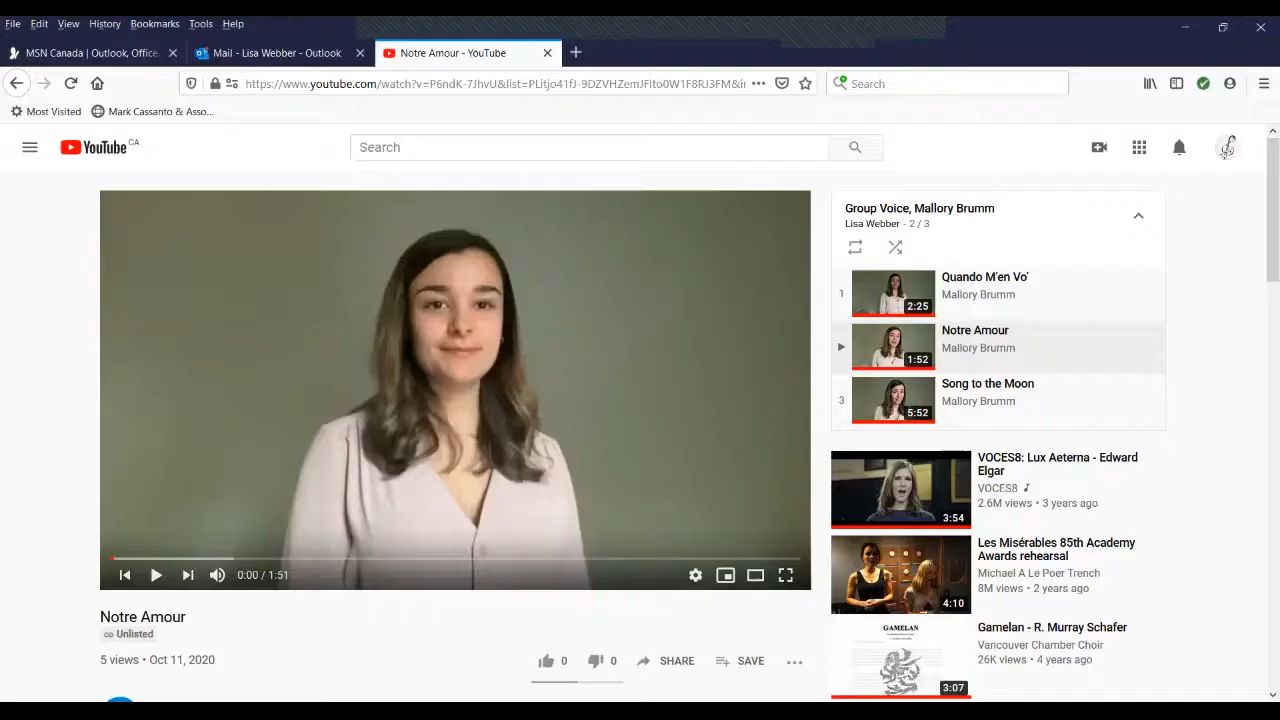 File Edit View History Bookmarks Tools Help
MSN Canada | Outlook, Office,
Mail - Lisa Webber - Outlook
Notre Amour - YouTube
https://www.youtube.com/watch?v=P6ndK-7JhvU&list=PLitjo41fJ-9DZVHZemJFlto0W1F8RJ3FM&i
Search
Most Visited
Mark Cassanto & Asso...
YouTube CA
Search
Group Voice, Mallory Brumm
Lisa Webber - 2 / 3
1
2:25
Quando M'en Vo'
Mallory Brumm
1:52
Notre Amour
Mallory Brumm
3
5:52
Song to the Moon
Mallory Brumm
3:54
VOCES8: Lux Aeterna - Edward
Elgar
VOCES8
2.6M views • 3 years ago
4:10
Les Misérables 85th Academy
Awards rehearsal
Michael A Le Poer Trench
8M views • 2 years ago
GAMELAN
3:07
Gamelan - R. Murray Schafer
Vancouver Chamber Choir
26K views • 4 years ago
0:00 / 1:51
Notre Amour
Unlisted
5 views • Oct 11, 2020
0 0 SHARE SAVE